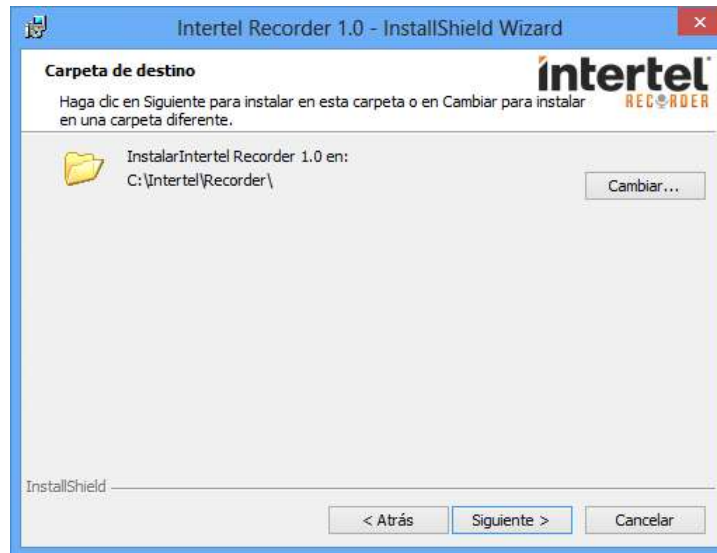 Intertel Recorder 1.0 - InstallShield Wizard
Carpeta de destino
intertel
RECORDER
Haga clic en Siguiente para instalar en esta carpeta o en Cambiar para instalar
en una carpeta diferente.
InstalarIntertel Recorder 1.0 en:
C:\Intertel\Recorder\
Cambiar...
InstallShield
< Atrás
Siguiente >
Cancelar